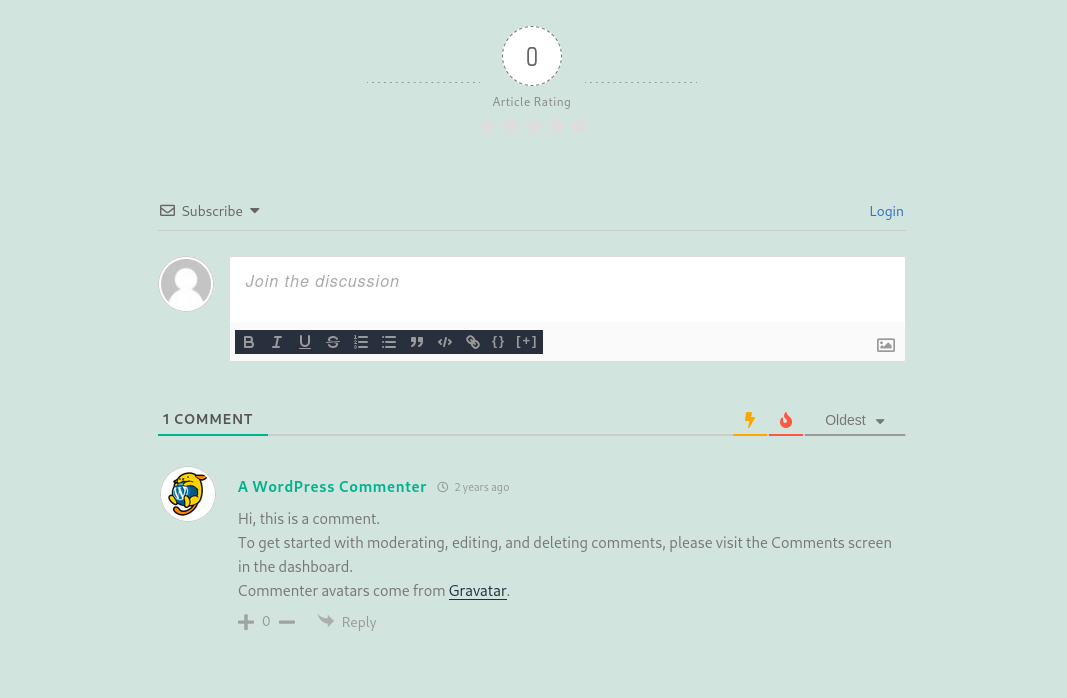 0
Article Rating
Subscribe
Login
Join the discussion
B I U S {} [+]
1 COMMENT
Oldest
A WordPress Commenter 2 years ago
Hi, this is a comment.
To get started with moderating, editing, and deleting comments, please visit the Comments screen
in the dashboard.
Commenter avatars come from Gravatar.
0 Reply